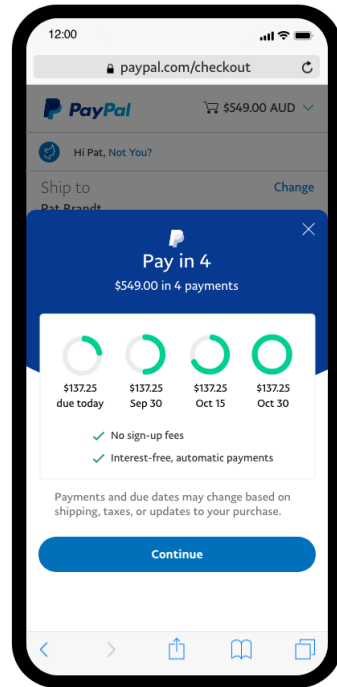 12:00
paypal.com/checkout
PayPal
$549.00 AUD
Hi Pat, Not You?
Ship to
Change
Pat Brandt
Pay in 4
$549.00 in 4 payments
$137.25 $137.25 $137.25 $137.25
due today Sep 30 Oct 15 Oct 30
No sign-up fees
Interest-free, automatic payments
Payments and due dates may change based on
shipping, taxes, or updates to your purchase.
Continue